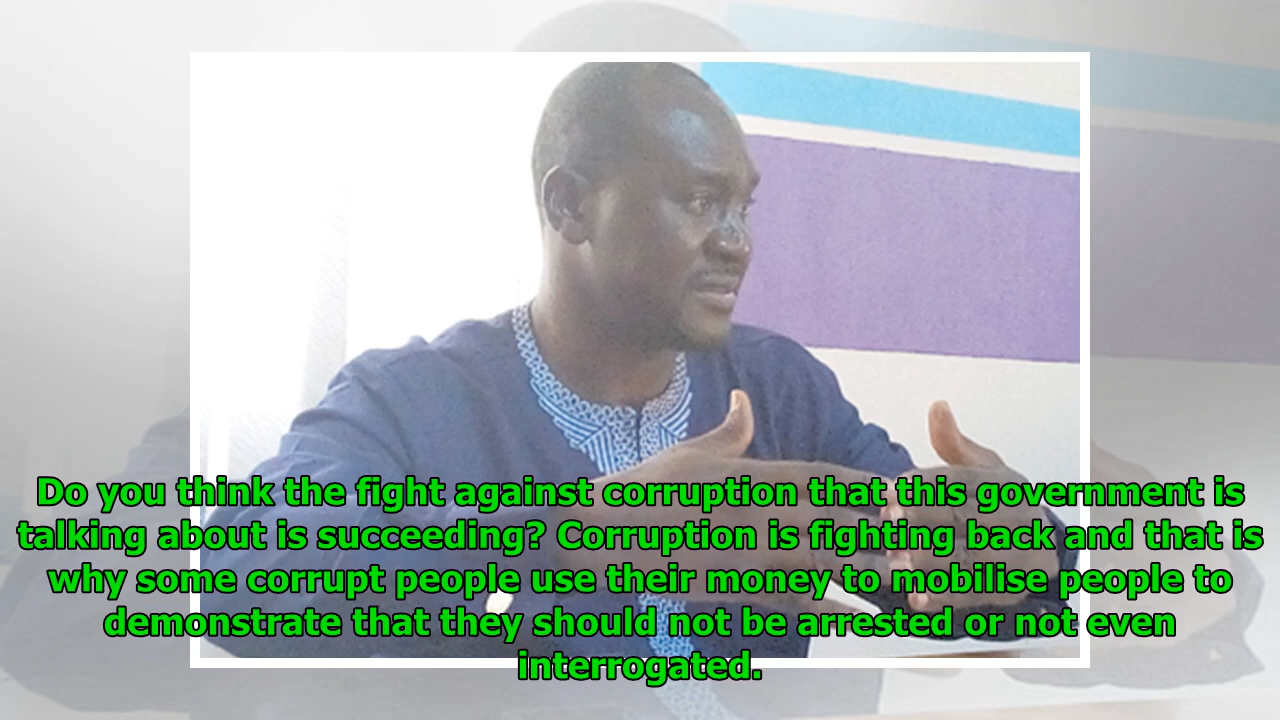 Do you think the fight against corruption that this government is
talking about is succeeding? Corruption is fighting back and that is
why some corrupt people use their money to mobilise people to
demonstrate that they should not be arrested or not even
interrogated.